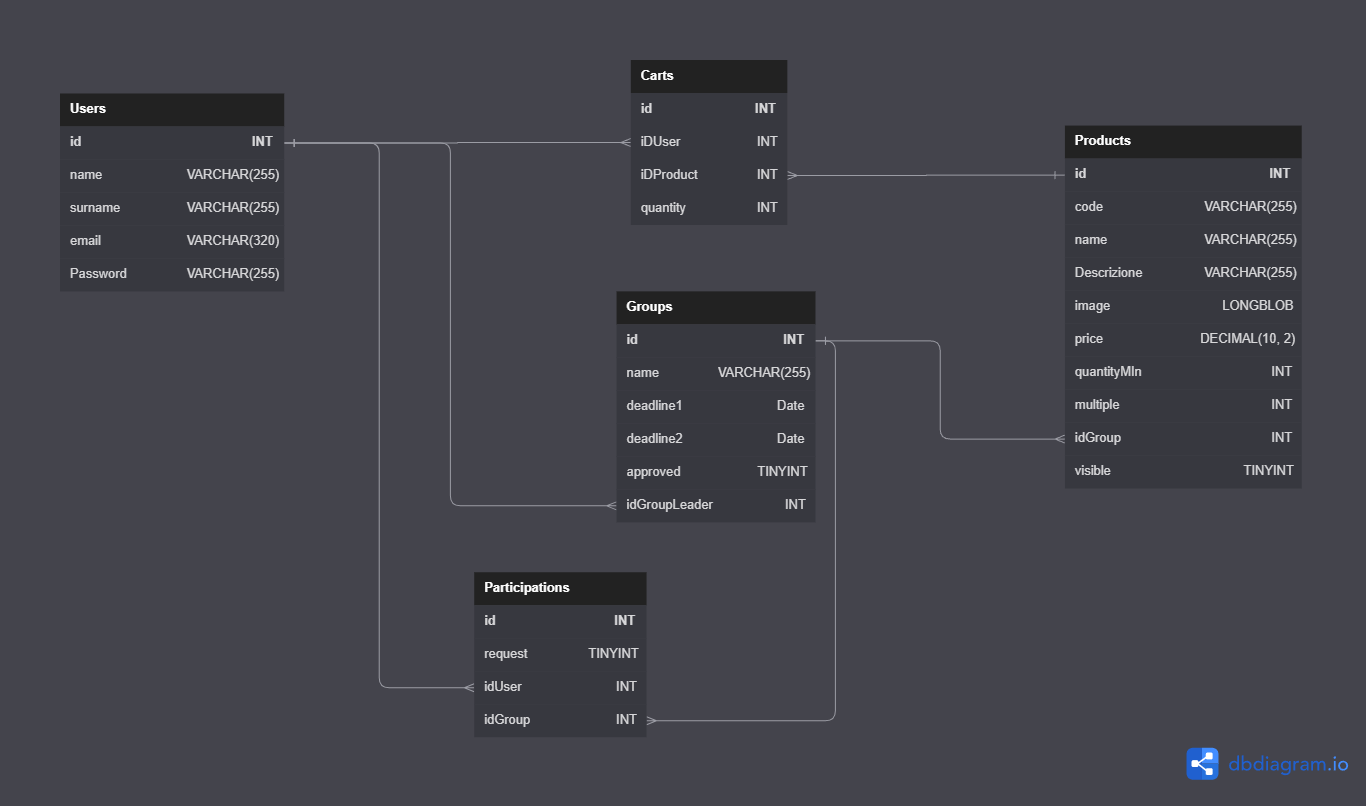 Users
id INT
name VARCHAR(255)
surname VARCHAR(255)
email VARCHAR(320)
Password VARCHAR(255)
Carts
id INT
iDUser INT
iDProduct INT
quantity INT
Products
id INT
code VARCHAR(255)
name VARCHAR(255)
Descrizione VARCHAR(255)
image LONGBLOB
price DECIMAL(10, 2)
quantityMIn INT
multiple INT
idGroup INT
visible TINYINT
Groups
id INT
name VARCHAR(255)
deadline1 Date
deadline2 Date
approved TINYINT
idGroupLeader INT
Participations
id INT
request TINYINT
idUser INT
idGroup INT
dbdiagram.io